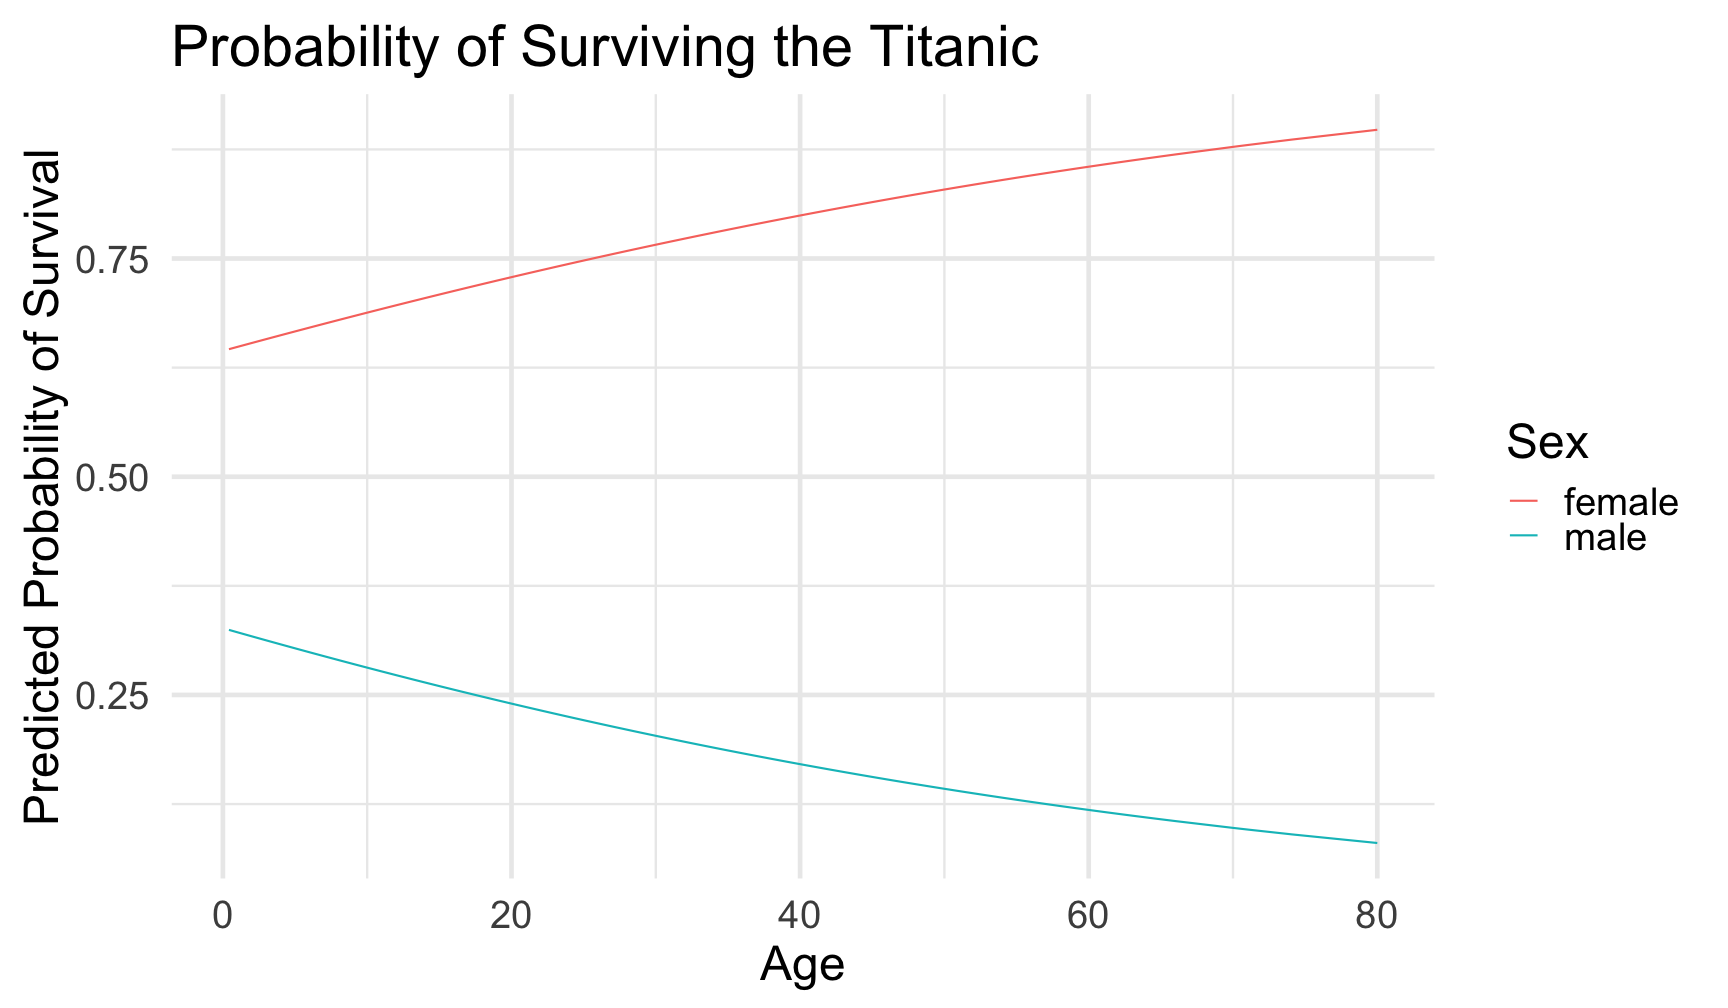 Probability of Surviving the Titanic
Predicted Probability of Survival
0.75
0.50
0.25
0
20
40
60
80
Age
Sex
female
male